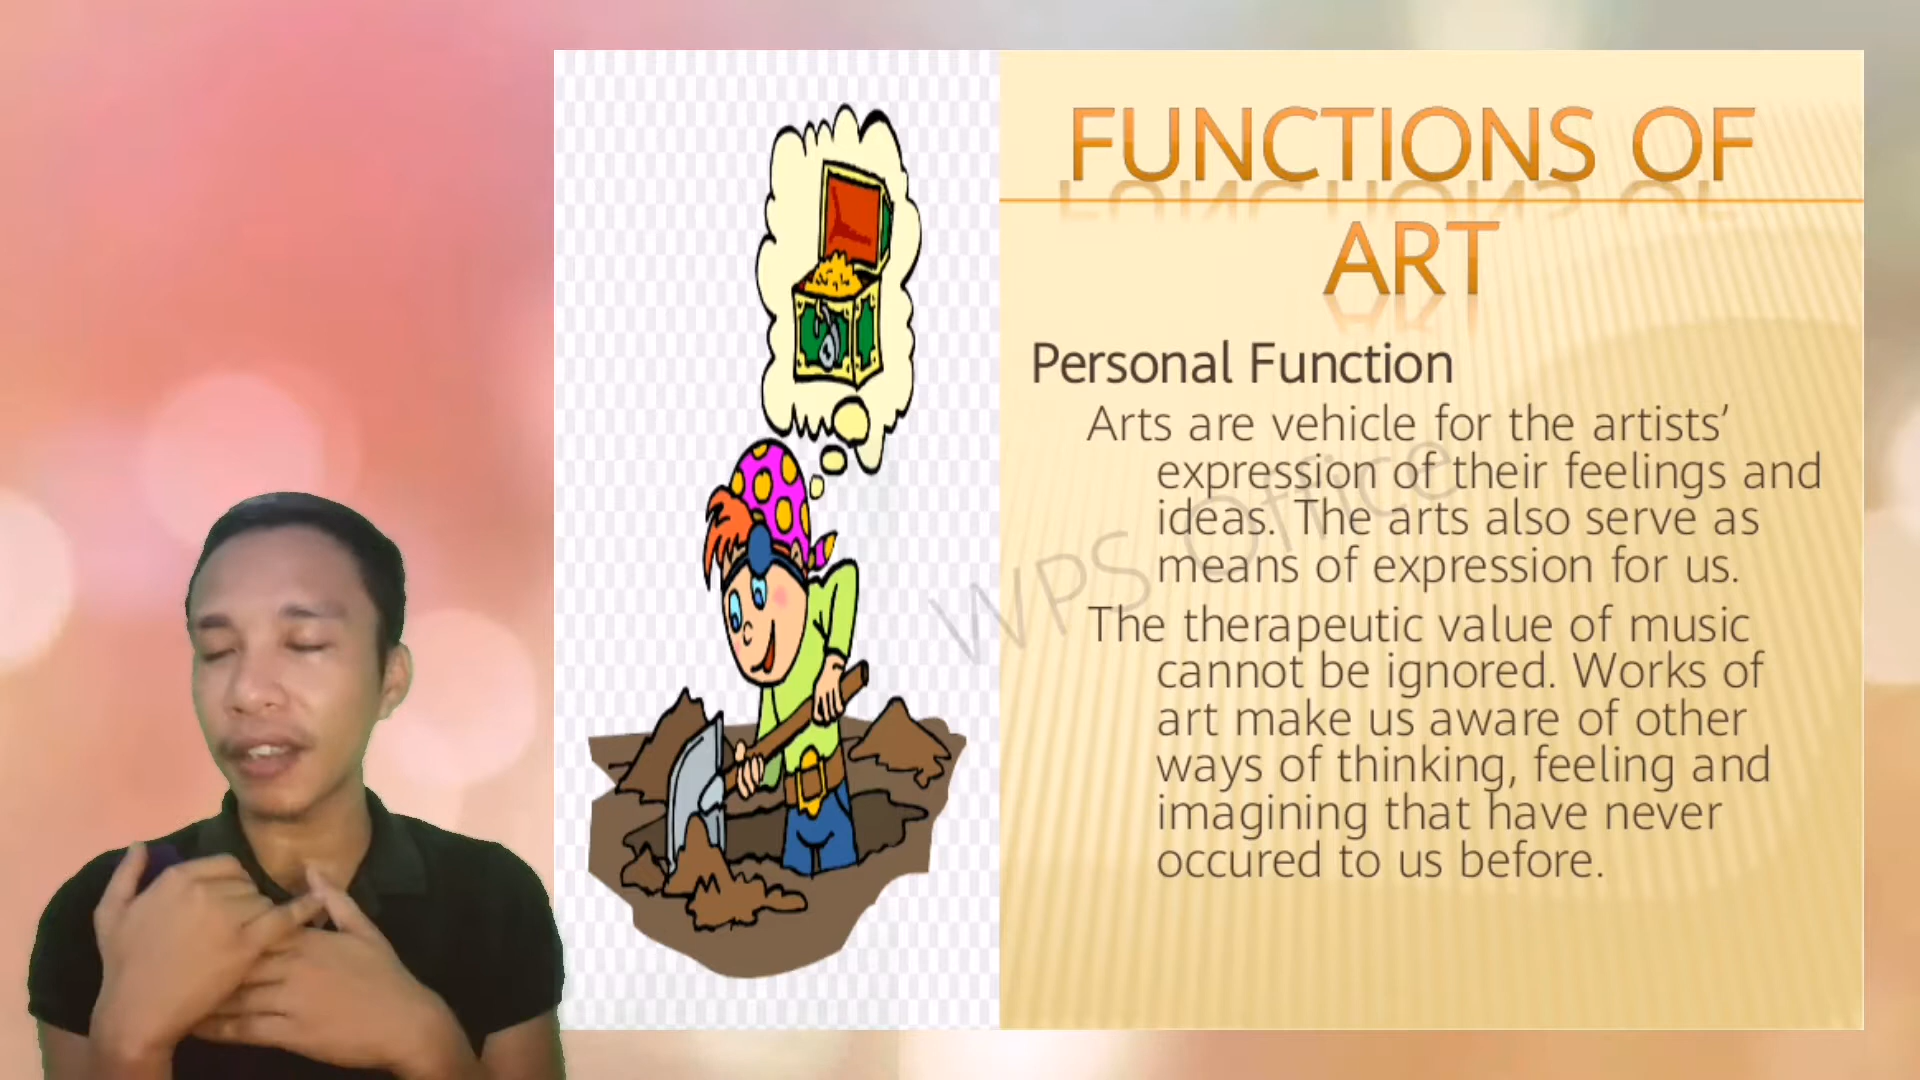 FUNCTIONS OF
ART
Personal Function
Arts are vehicle for the artists’
expression of their feelings and
ideas. The arts also serve as
means of expression for us.
The therapeutic value of music
cannot be ignored. Works of
art make us aware of other
ways of thinking, feeling and
imagining that have never
occured to us before.
WPS Office